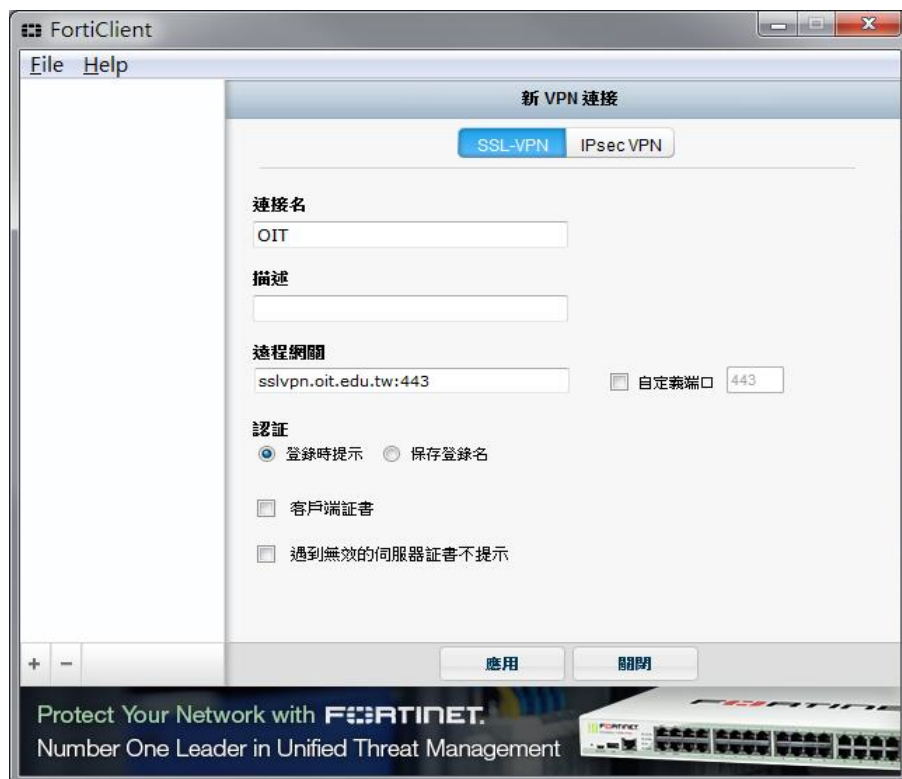 FortiClient
File Help
新 VPN 連接
SSL-VPN IPsec VPN
連接名
OIT
描述
遠程網關
sslvpn.oit.edu.tw:443 自定義端口 443
認証
登錄時提示 保存登錄名
客戶端証書
遇到無效的伺服器証書不提示
+ −
應用 關閉
Protect Your Network with FORTINET.
Number One Leader in Unified Threat Management